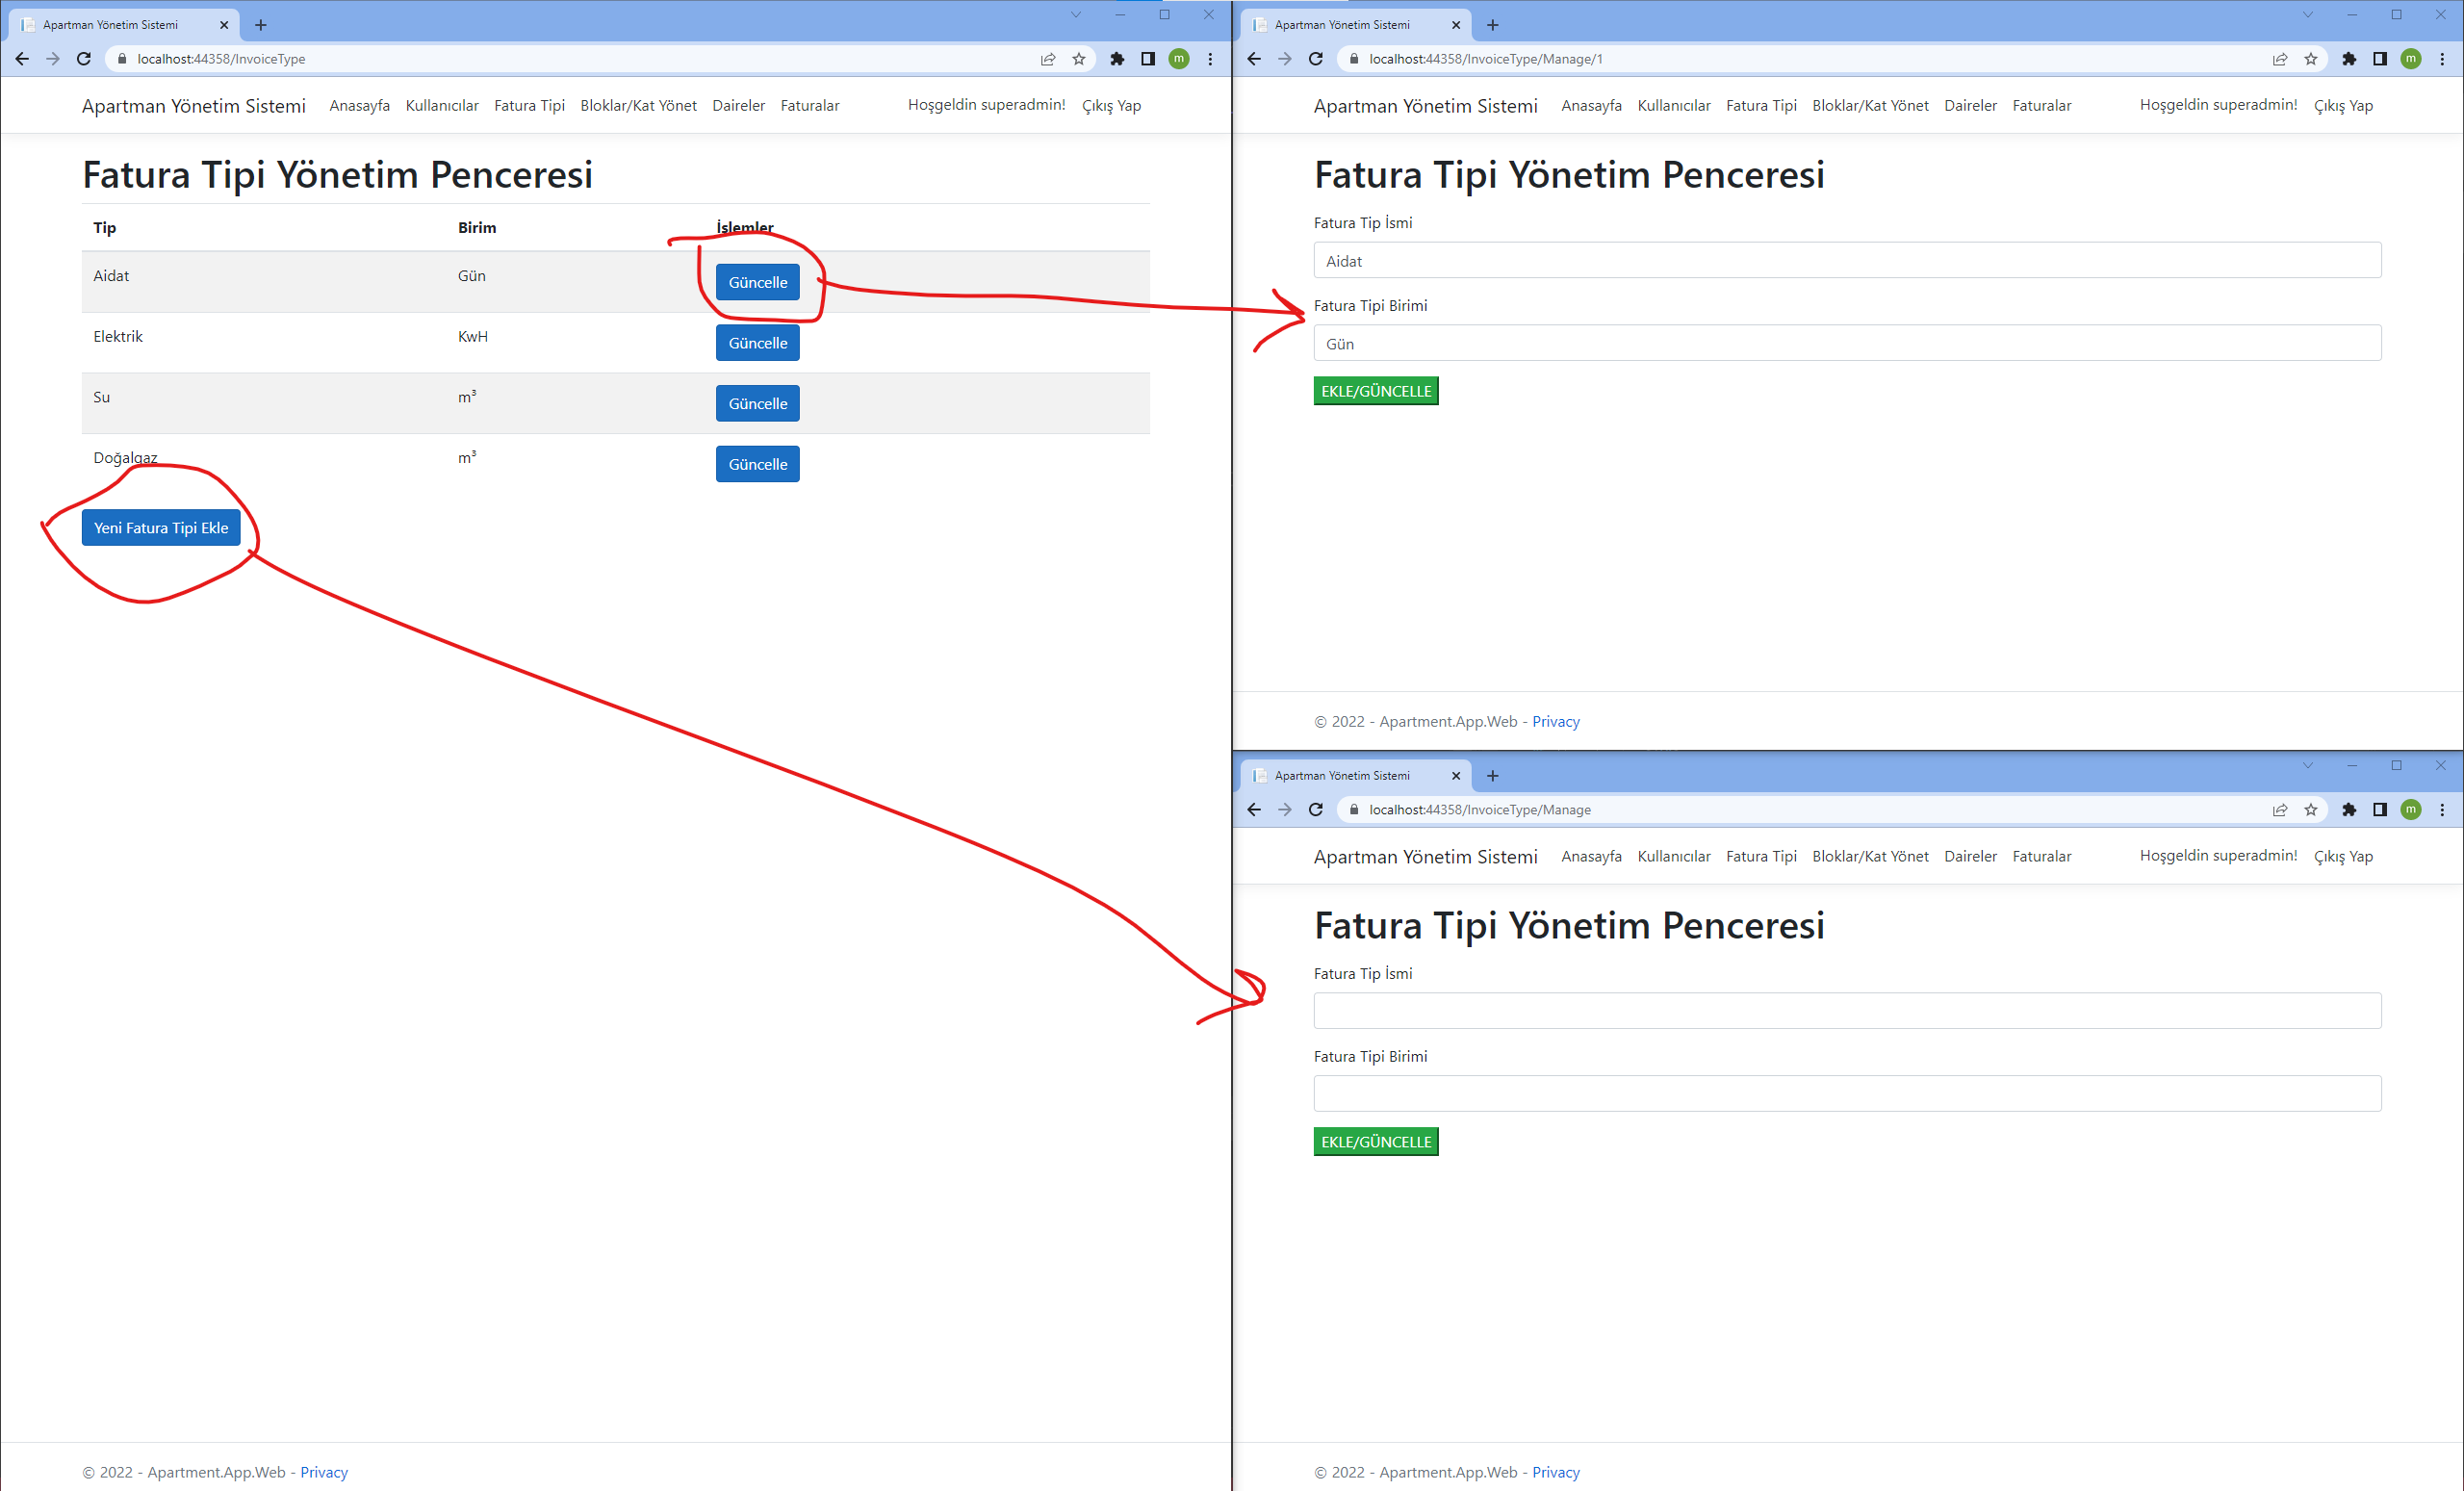 Apartman Yönetim Sistemi
localhost:44358/InvoiceType
m
Apartman Yönetim Sistemi Anasayfa Kullanıcılar Fatura Tipi Bloklar/Kat Yönet Daireler Faturalar Hoşgeldin superadmin! Çıkış Yap
Fatura Tipi Yönetim Penceresi
Tip Birim İşlemler
Aidat Gün Güncelle
Elektrik KwH Güncelle
Su m³ Güncelle
Doğalgaz m³ Güncelle
Yeni Fatura Tipi Ekle
© 2022 - Apartment.App.Web - Privacy
Apartman Yönetim Sistemi
localhost:44358/InvoiceType/Manage/1
m
Apartman Yönetim Sistemi Anasayfa Kullanıcılar Fatura Tipi Bloklar/Kat Yönet Daireler Faturalar Hoşgeldin superadmin! Çıkış Yap
Fatura Tipi Yönetim Penceresi
Fatura Tip İsmi
Aidat
Fatura Tipi Birimi
Gün
EKLE/GÜNCELLE
© 2022 - Apartment.App.Web - Privacy
Apartman Yönetim Sistemi
localhost:44358/InvoiceType/Manage
m
Apartman Yönetim Sistemi Anasayfa Kullanıcılar Fatura Tipi Bloklar/Kat Yönet Daireler Faturalar Hoşgeldin superadmin! Çıkış Yap
Fatura Tipi Yönetim Penceresi
Fatura Tip İsmi
Fatura Tipi Birimi
EKLE/GÜNCELLE
© 2022 - Apartment.App.Web - Privacy